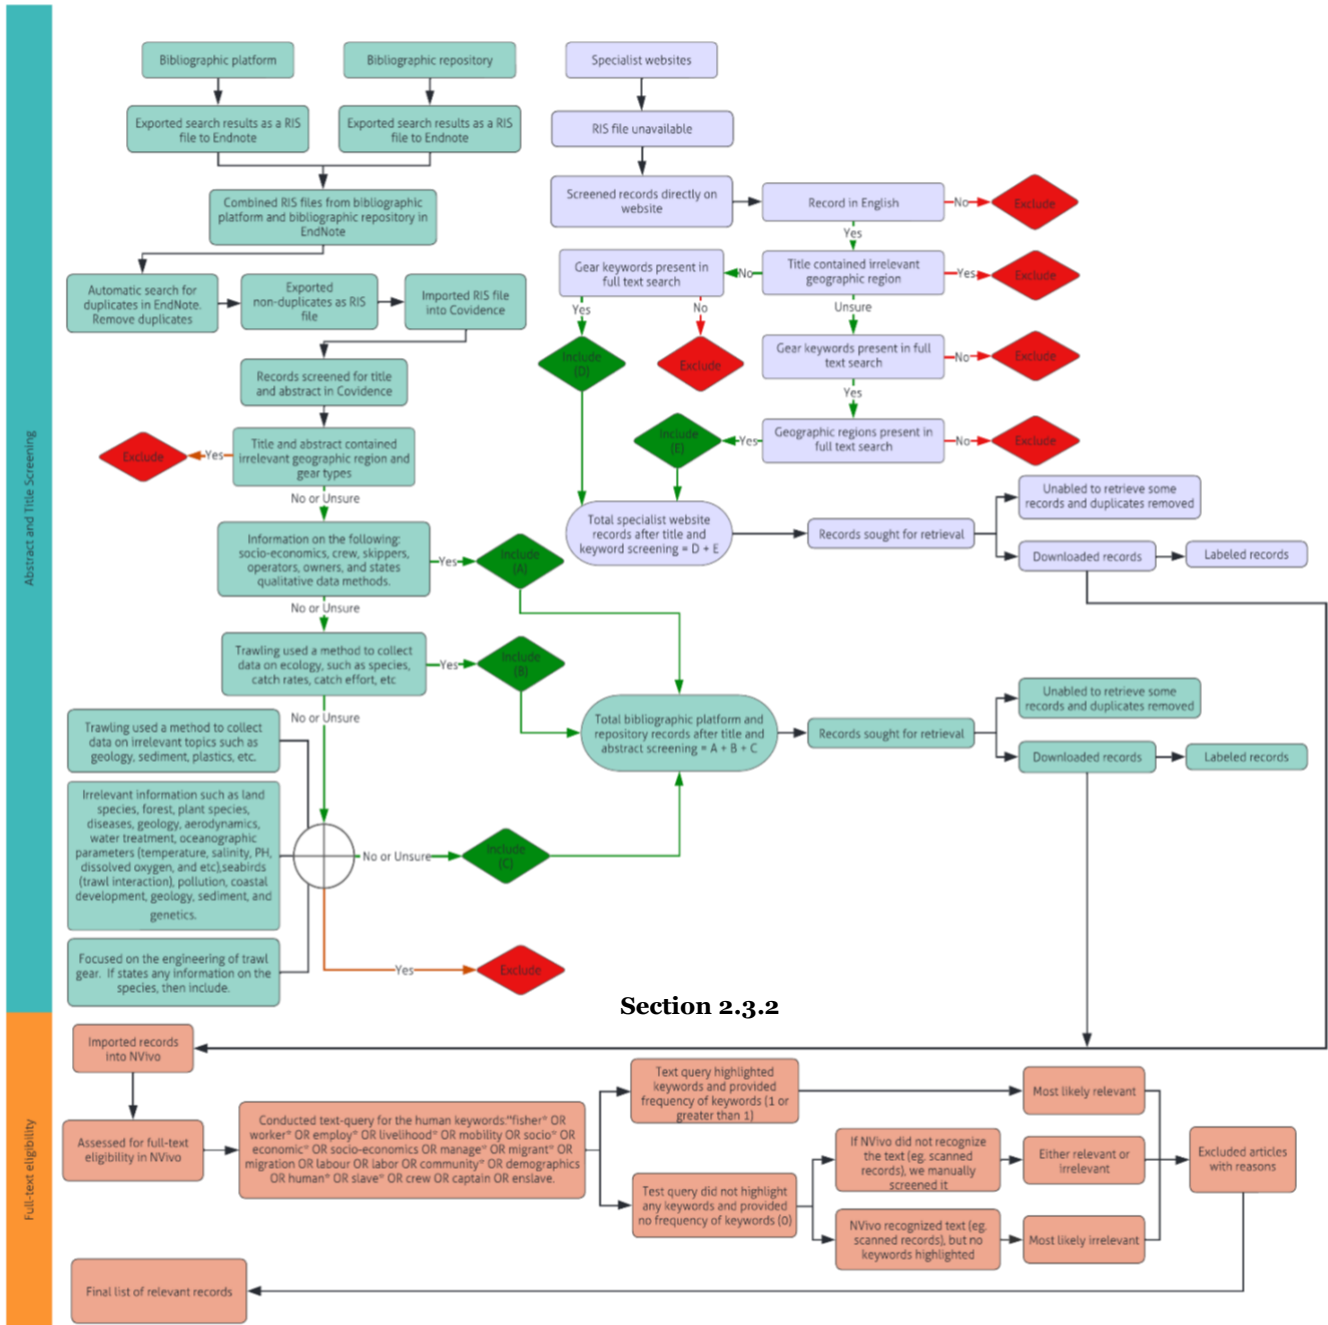 Abstract and Title Screening
Bibliographic platform
Bibliographic repository
Exported search results as a RIS
file to Endnote
Exported search results as a RIS
file to Endnote
Combined RIS files from bibliographic
platform and bibliographic repository in
EndNote
Automatic search for
duplicates in EndNote.
Remove duplicates
Exported
non-duplicates as RIS
file
Imported RIS file
into Covidence
Records screened for title
and abstract in Covidence
Title and abstract contained
irrelevant geographic region and
gear types
Yes
Exclude
No or Unsure
Information on the following:
socio-economics, crew, skippers,
operators, owners, and states
qualitative data methods.
Yes
Include
(A)
No or Unsure
Trawling used a method to collect
data on ecology, such as species,
catch rates, catch effort, etc
Yes
Include
(B)
No or Unsure
Trawling used a method to collect
data on irrelevant topics such as
geology, sediment, plastics, etc.
Irrelevant information such as land
species, forest, plant species,
diseases, geology, aerodynamics,
water treatment, oceanographic
parameters (temperature, salinity, PH,
dissolved oxygen, and etc),seabirds
(trawl interaction), pollution, coastal
development, geology, sediment, and
genetics.
Focused on the engineering of trawl
gear. If states any information on the
species, then include.
No or Unsure
Include
(C)
Yes
Exclude
Specialist websites
RIS file unavailable
Screened records directly on
website
Record in English
No
Exclude
Yes
Title contained irrelevant
geographic region
Yes
Exclude
No
Gear keywords present in
full text search
Yes
Include
(D)
No
Exclude
Unsure
Gear keywords present in full
text search
No
Exclude
Yes
Geographic regions present in
full text search
No
Exclude
Yes
Include
(E)
Total specialist website
records after title and
keyword screening = D + E
Records sought for retrieval
Unabled to retrieve some
records and duplicates removed
Downloaded records
Labeled records
Total bibliographic platform and
repository records after title and
abstract screening = A + B + C
Records sought for retrieval
Unabled to retrieve some
records and duplicates removed
Downloaded records
Labeled records
Section 2.3.2
Full-text eligibility
Imported records
into NVivo
Assessed for full-text
eligibility in NVivo
Conducted text-query for the human keywords:"fisher* OR
worker* OR employ* OR livelihood* OR mobility OR socio* OR
economic* OR socio-economics OR manage* OR migrant* OR
migration OR labour OR labor OR community* OR demographics
OR human* OR slave* OR crew OR captain OR enslave.
Text query highlighted
keywords and provided
frequency of keywords (1 or
greater than 1)
Most likely relevant
Test query did not highlight
any keywords and provided
no frequency of keywords (0)
If NVivo did not recognize
the text (eg. scanned
records), we manually
screened it
Either relevant or
irrelevant
NVivo recognized text (eg.
scanned records), but no
keywords highlighted
Most likely irrelevant
Excluded articles
with reasons
Final list of relevant records